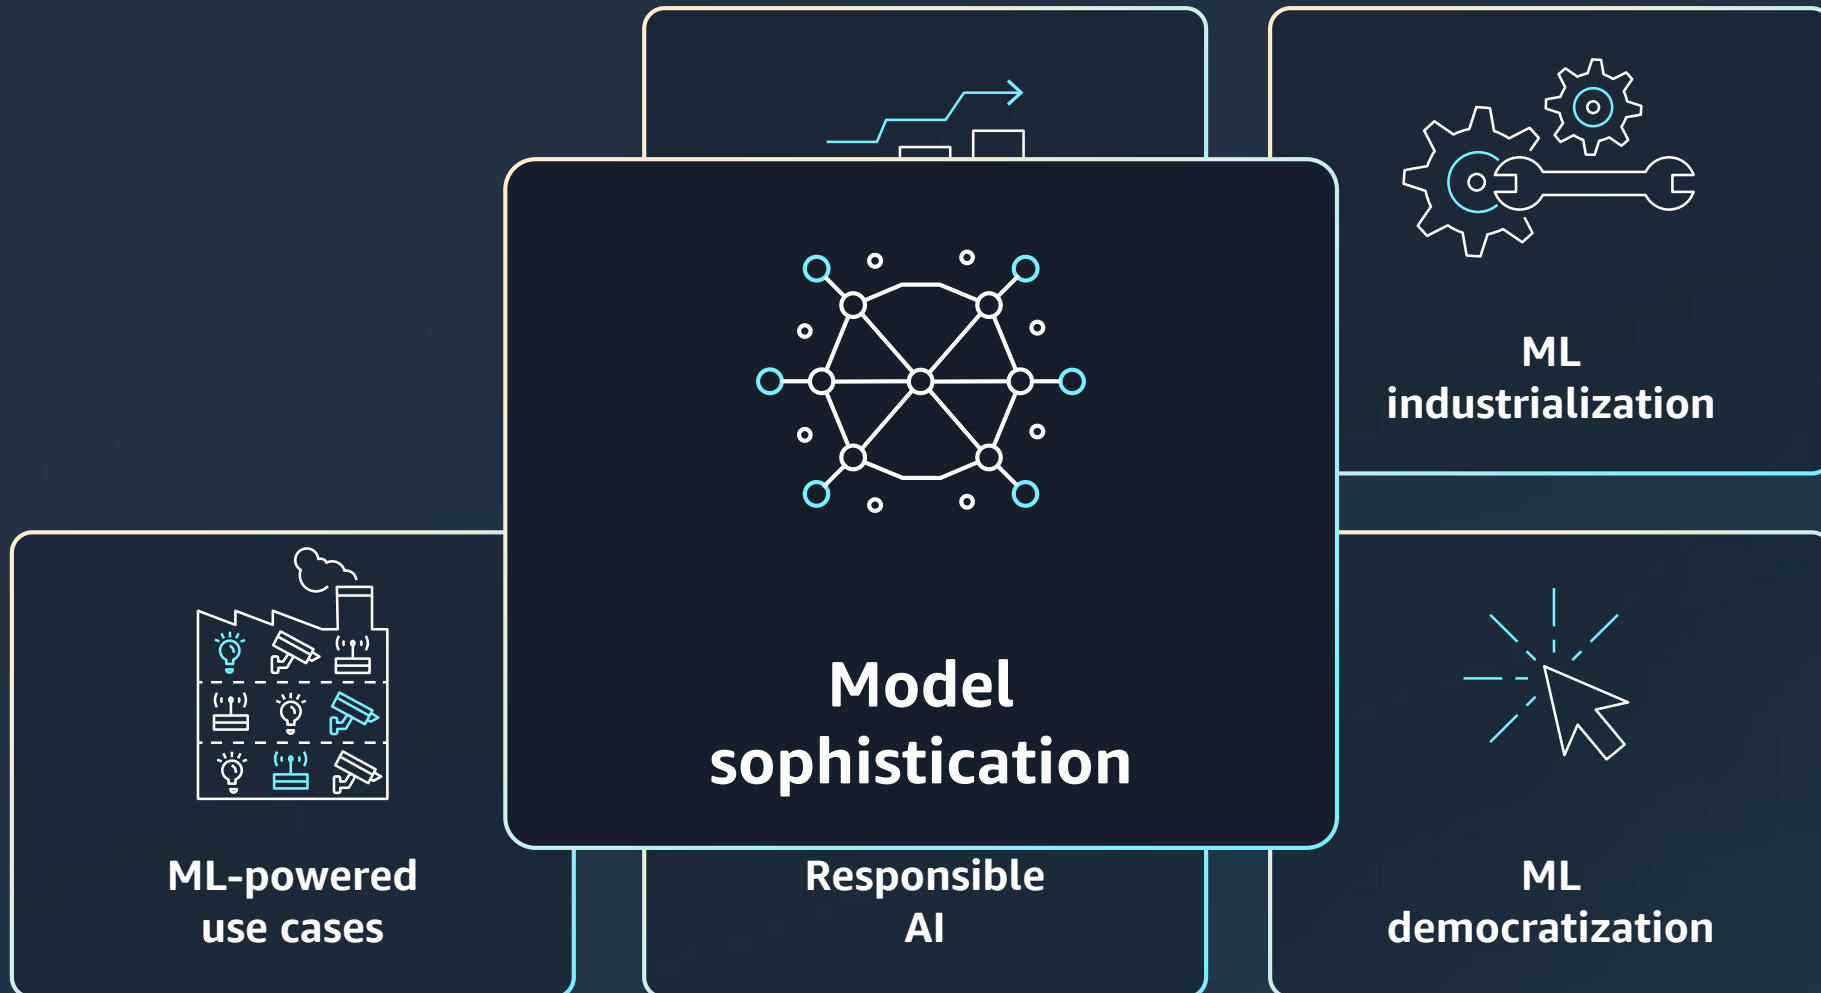 ML
industrialization
Model
sophistication
ML-powered
use cases
Responsible
AI
ML
democratization